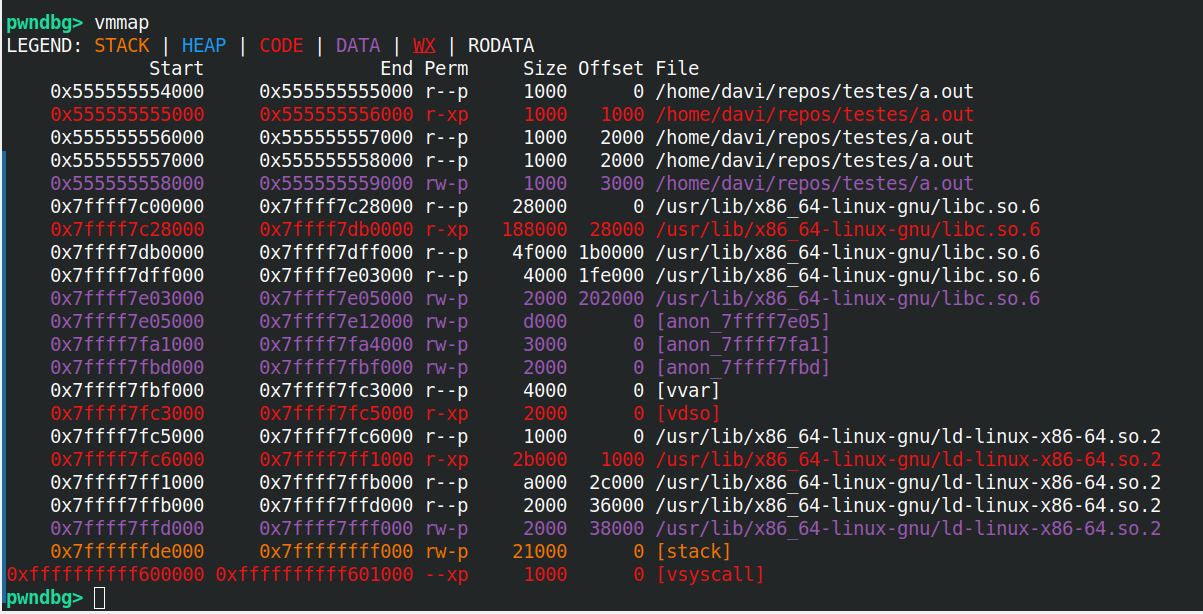 pwndbg> vmmap
LEGEND: STACK | HEAP | CODE | DATA | WX | RODATA
             Start                End Perm     Size Offset File
    0x555555554000     0x555555555000 r--p     1000      0 /home/davi/repos/testes/a.out
    0x555555555000     0x555555556000 r-xp     1000   1000 /home/davi/repos/testes/a.out
    0x555555556000     0x555555557000 r--p     1000   2000 /home/davi/repos/testes/a.out
    0x555555557000     0x555555558000 r--p     1000   2000 /home/davi/repos/testes/a.out
    0x555555558000     0x555555559000 rw-p     1000   3000 /home/davi/repos/testes/a.out
    0x7ffff7c00000     0x7ffff7c28000 r--p    28000      0 /usr/lib/x86_64-linux-gnu/libc.so.6
    0x7ffff7c28000     0x7ffff7db0000 r-xp   188000  28000 /usr/lib/x86_64-linux-gnu/libc.so.6
    0x7ffff7db0000     0x7ffff7dff000 r--p    4f000 1b0000 /usr/lib/x86_64-linux-gnu/libc.so.6
    0x7ffff7dff000     0x7ffff7e03000 r--p     4000 1fe000 /usr/lib/x86_64-linux-gnu/libc.so.6
    0x7ffff7e03000     0x7ffff7e05000 rw-p     2000 202000 /usr/lib/x86_64-linux-gnu/libc.so.6
    0x7ffff7e05000     0x7ffff7e12000 rw-p     d000      0 [anon_7ffff7e05]
    0x7ffff7fa1000     0x7ffff7fa4000 rw-p     3000      0 [anon_7ffff7fa1]
    0x7ffff7fbd000     0x7ffff7fbf000 rw-p     2000      0 [anon_7ffff7fbd]
    0x7ffff7fbf000     0x7ffff7fc3000 r--p     4000      0 [vvar]
    0x7ffff7fc3000     0x7ffff7fc5000 r-xp     2000      0 [vdso]
    0x7ffff7fc5000     0x7ffff7fc6000 r--p     1000      0 /usr/lib/x86_64-linux-gnu/ld-linux-x86-64.so.2
    0x7ffff7fc6000     0x7ffff7ff1000 r-xp    2b000   1000 /usr/lib/x86_64-linux-gnu/ld-linux-x86-64.so.2
    0x7ffff7ff1000     0x7ffff7ffb000 r--p     a000  2c000 /usr/lib/x86_64-linux-gnu/ld-linux-x86-64.so.2
    0x7ffff7ffb000     0x7ffff7ffd000 r--p     2000  36000 /usr/lib/x86_64-linux-gnu/ld-linux-x86-64.so.2
    0x7ffff7ffd000     0x7ffff7fff000 rw-p     2000  38000 /usr/lib/x86_64-linux-gnu/ld-linux-x86-64.so.2
    0x7ffffffde000     0x7ffffffff000 rw-p    21000      0 [stack]
0xffffffffff600000 0xffffffffff601000 --xp     1000      0 [vsyscall]
pwndbg>